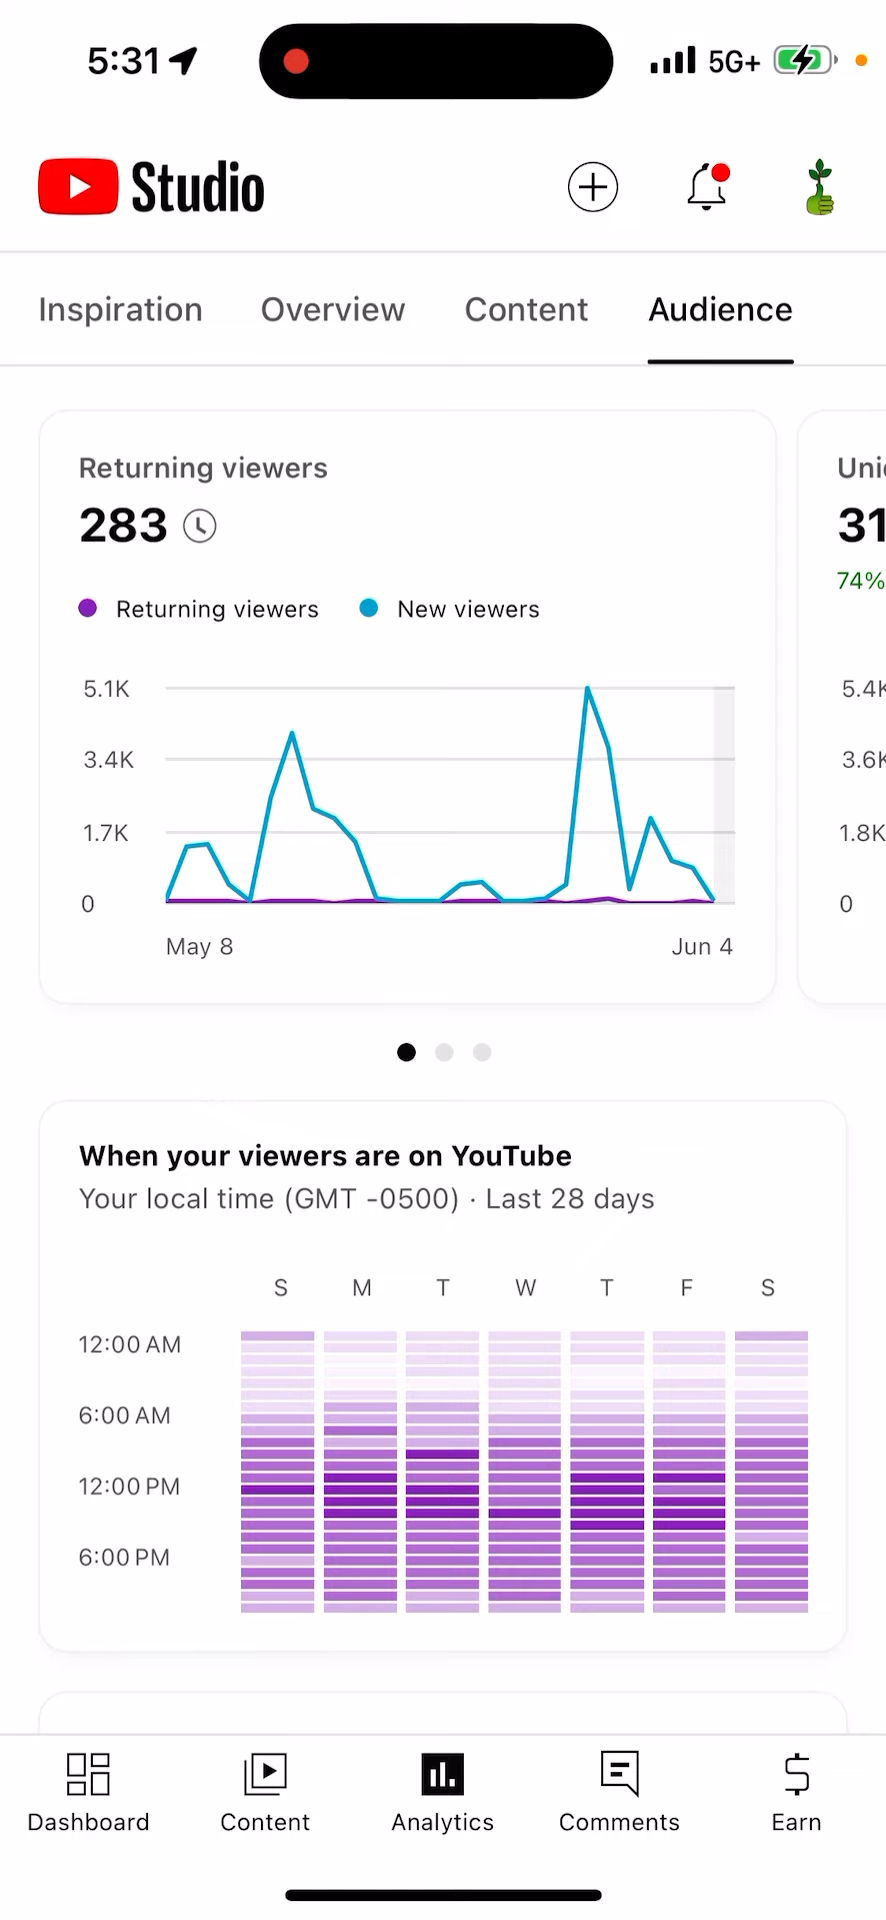 5:31
5G+
Studio
Inspiration Overview Content Audience
Returning viewers
283
Returning viewers New viewers
5.1K
3.4K
1.7K
0
May 8 Jun 4
Uni
31
74%
5.4K
3.6K
1.8K
0
When your viewers are on YouTube
Your local time (GMT -0500) · Last 28 days
S M T W T F S
12:00 AM
6:00 AM
12:00 PM
6:00 PM
Dashboard Content Analytics Comments Earn